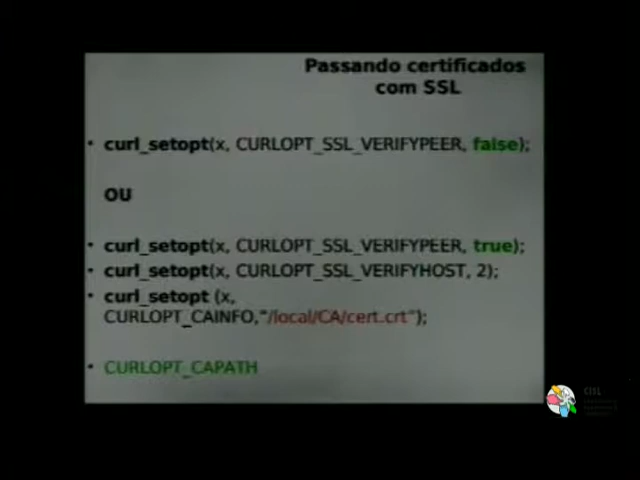 Passando certificados
com SSL
• curl_setopt(x, CURLOPT_SSL_VERIFYPEER, false);
OU
• curl_setopt(x, CURLOPT_SSL_VERIFYPEER, true);
• curl_setopt(x, CURLOPT_SSL_VERIFYHOST, 2);
• curl_setopt (x,
CURLOPT_CAINFO,"/local/CA/cert.crt");
• CURLOPT_CAPATH
CISL